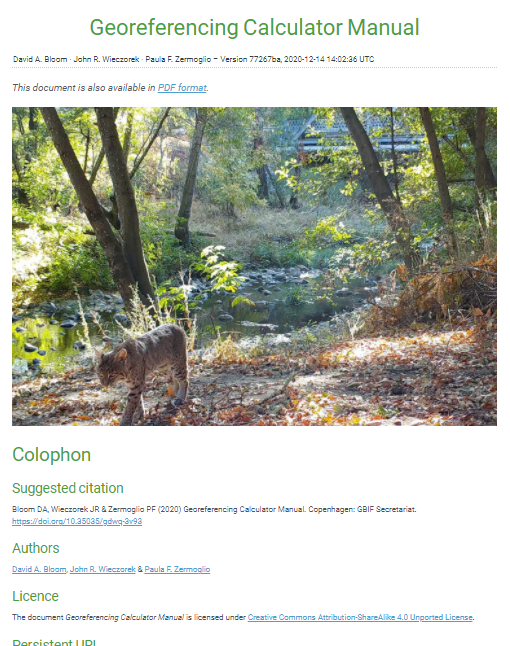 Georeferencing Calculator Manual
David A. Bloom · John R. Wieczorek · Paula F. Zermoglio – Version 77267ba, 2020-12-14 14:02:36 UTC
This document is also available in PDF format.
Colophon
Suggested citation
Bloom DA, Wieczorek JR & Zermoglio PF (2020) Georeferencing Calculator Manual. Copenhagen: GBIF Secretariat.
https://doi.org/10.35035/gdwq-3v93
Authors
David A. Bloom, John R. Wieczorek & Paula F. Zermoglio
Licence
The document Georeferencing Calculator Manual is licensed under Creative Commons Attribution-ShareAlike 4.0 Unported License.
Persistent URI